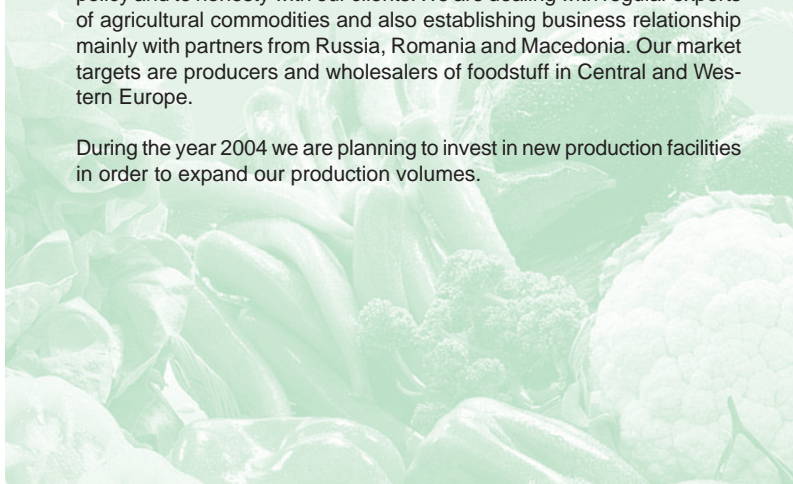 policy and to honesty with our clients. We are dealing with regular exports
of agricultural commodities and also establishing business relationship
mainly with partners from Russia, Romania and Macedonia. Our market
targets are producers and wholesalers of foodstuff in Central and Wes-
tern Europe.
During the year 2004 we are planning to invest in new production facilities
in order to expand our production volumes.